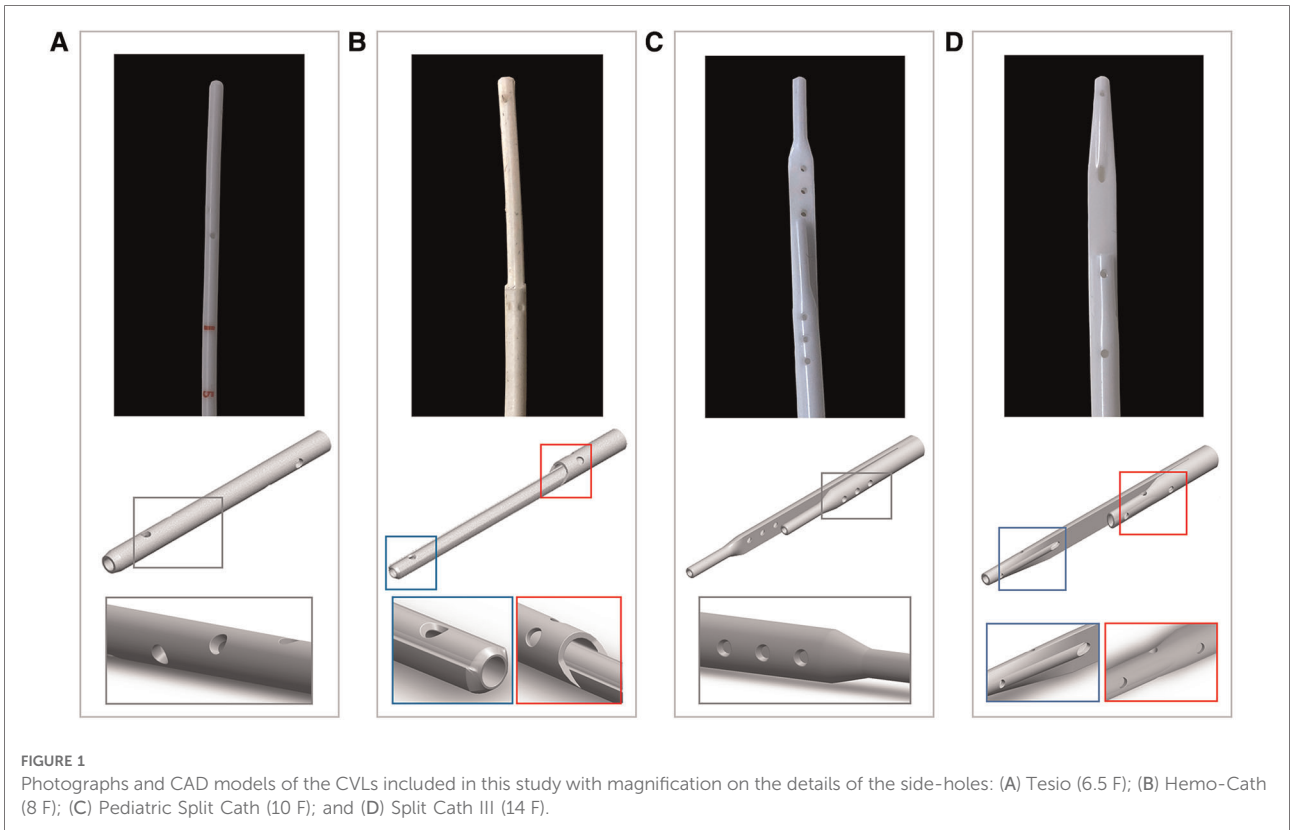 A
B
C
D
FIGURE 1
Photographs and CAD models of the CVLs included in this study with magnification on the details of the side-holes: (A) Tesio (6.5 F); (B) Hemo-Cath
(8 F); (C) Pediatric Split Cath (10 F); and (D) Split Cath III (14 F).